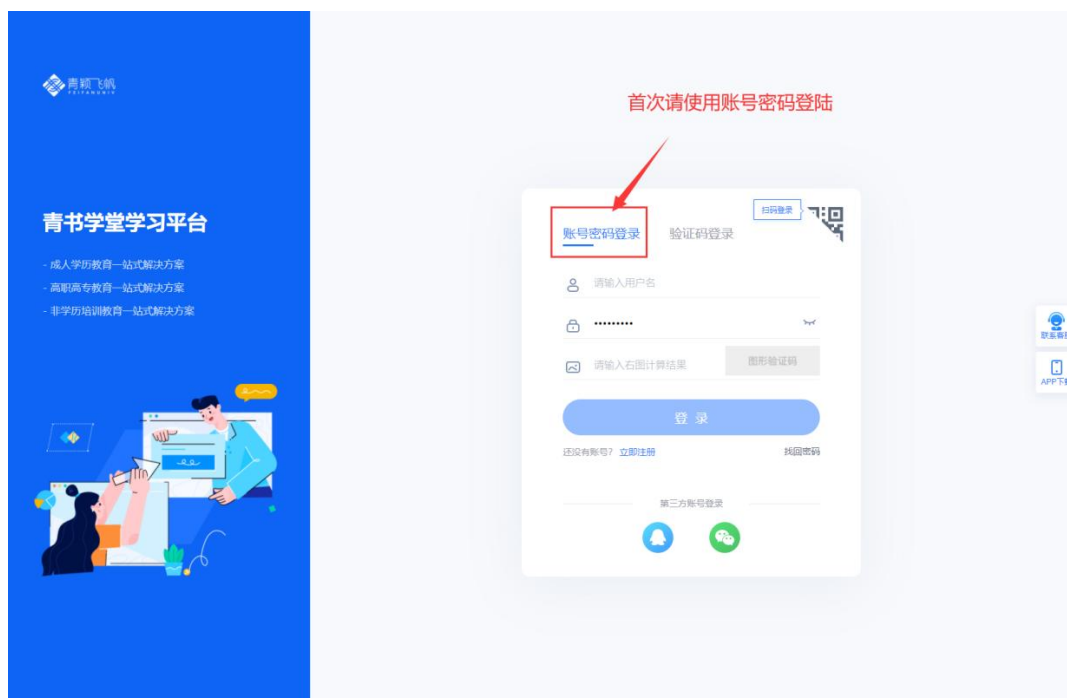 青颖飞帆
FEIFANUNIV
青书学堂学习平台
- 成人学历教育一站式解决方案
- 高职高专教育一站式解决方案
- 非学历培训教育一站式解决方案
首次请使用账号密码登陆
扫码登录
账号密码登录
验证码登录
请输入用户名
请输入右图计算结果
图形验证码
登 录
还没有账号? 立即注册
找回密码
第三方账号登录
联系客服
APP下载